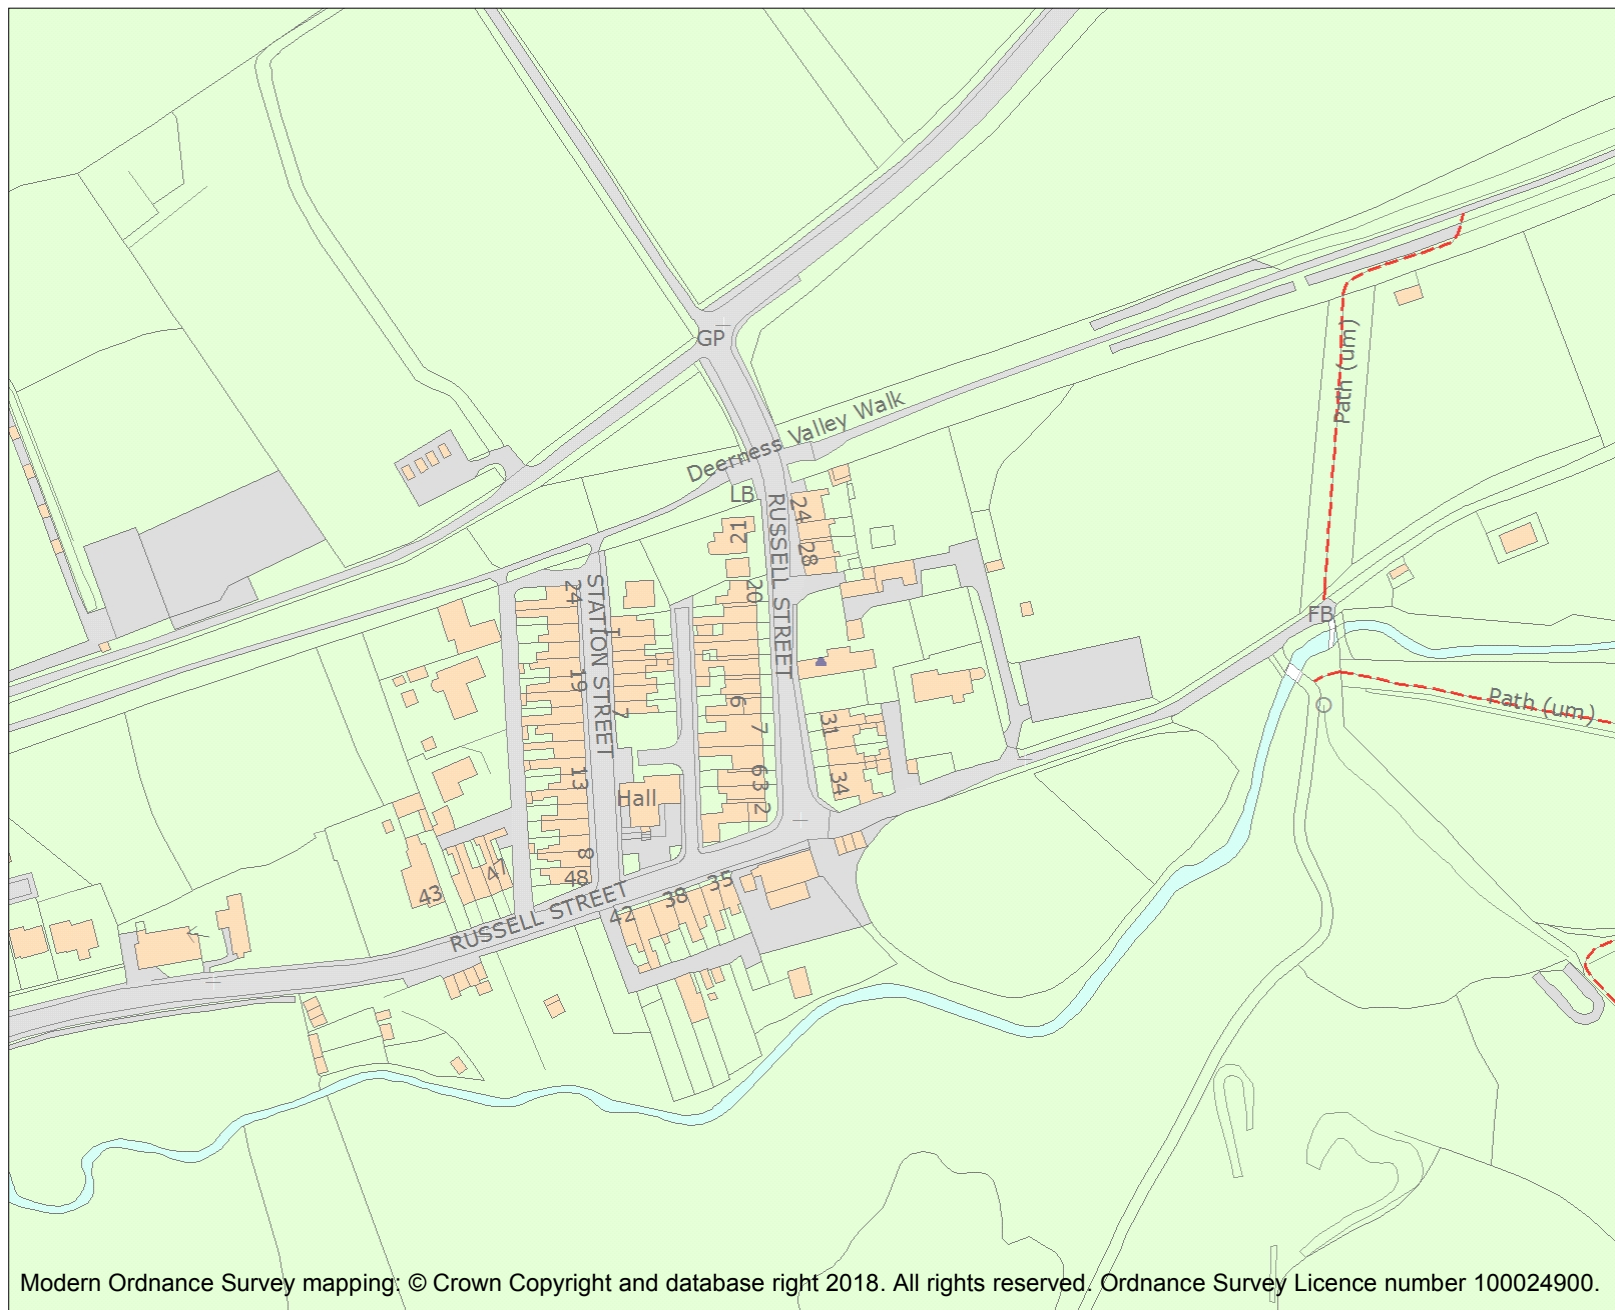 GP
Deerness Valley Walk
Path (um)
LB
RUSSELL STREET
24
28
21
20
STATION STREET
24
1
19
7
13
8
48
6
7
6
3
2
31
34
Hall
FB
Path (um)
47
43
RUSSELL STREET
42
38
35
Modern Ordnance Survey mapping: © Crown Copyright and database right 2018. All rights reserved. Ordnance Survey Licence number 100024900.